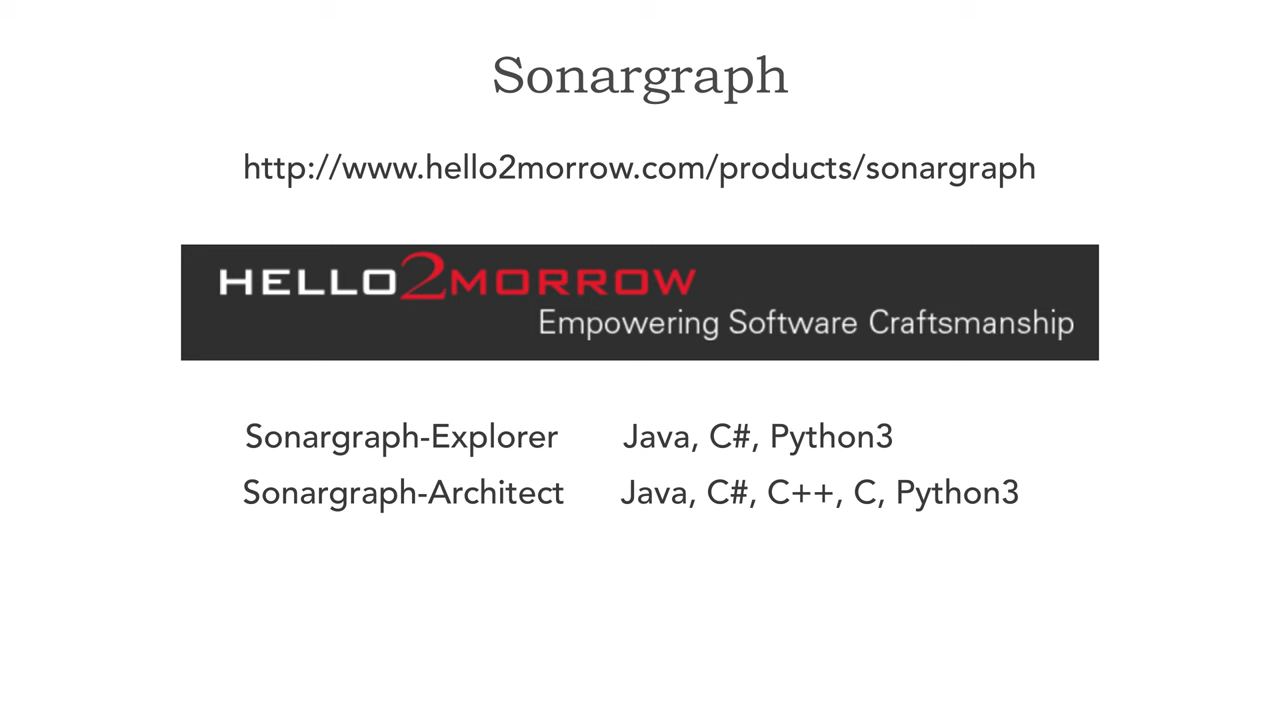 Sonargraph
http://www.hello2morrow.com/products/sonargraph
HELLO2MORROW
Empowering Software Craftsmanship
Sonargraph-Explorer Java, C#, Python3
Sonargraph-Architect Java, C#, C++, C, Python3